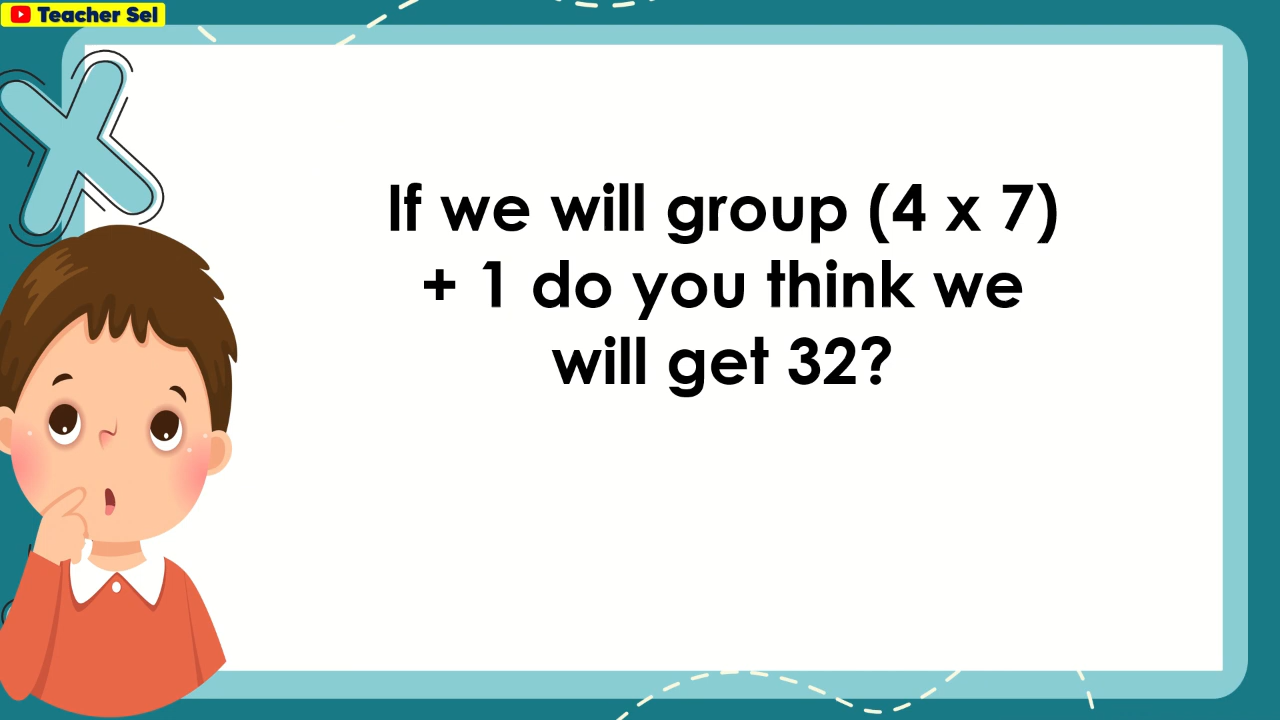 Teacher Sel
If we will group (4 x 7)
+ 1 do you think we
will get 32?